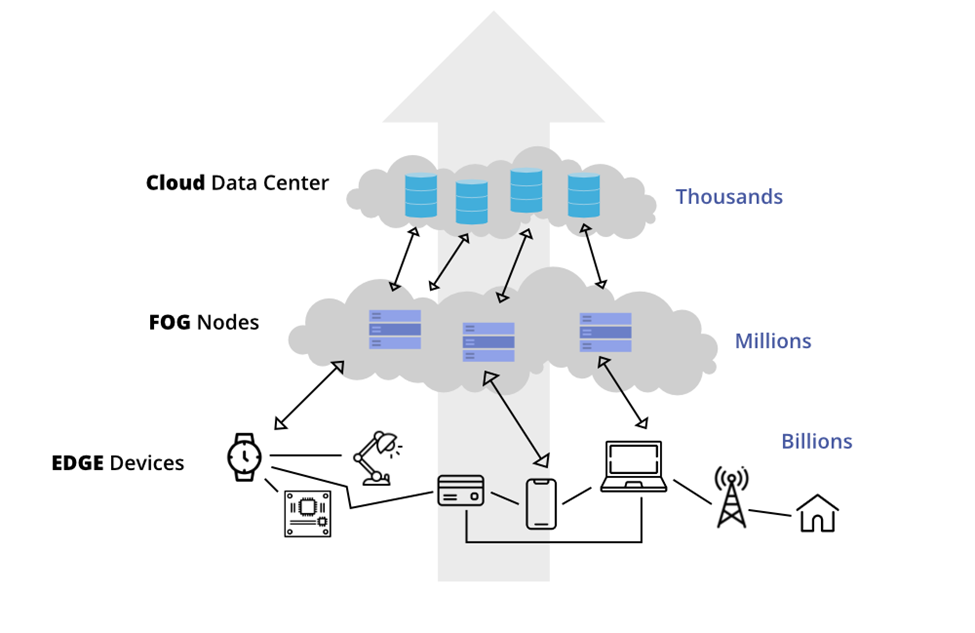 Cloud Data Center
Thousands
FOG Nodes
Millions
Billions
EDGE Devices